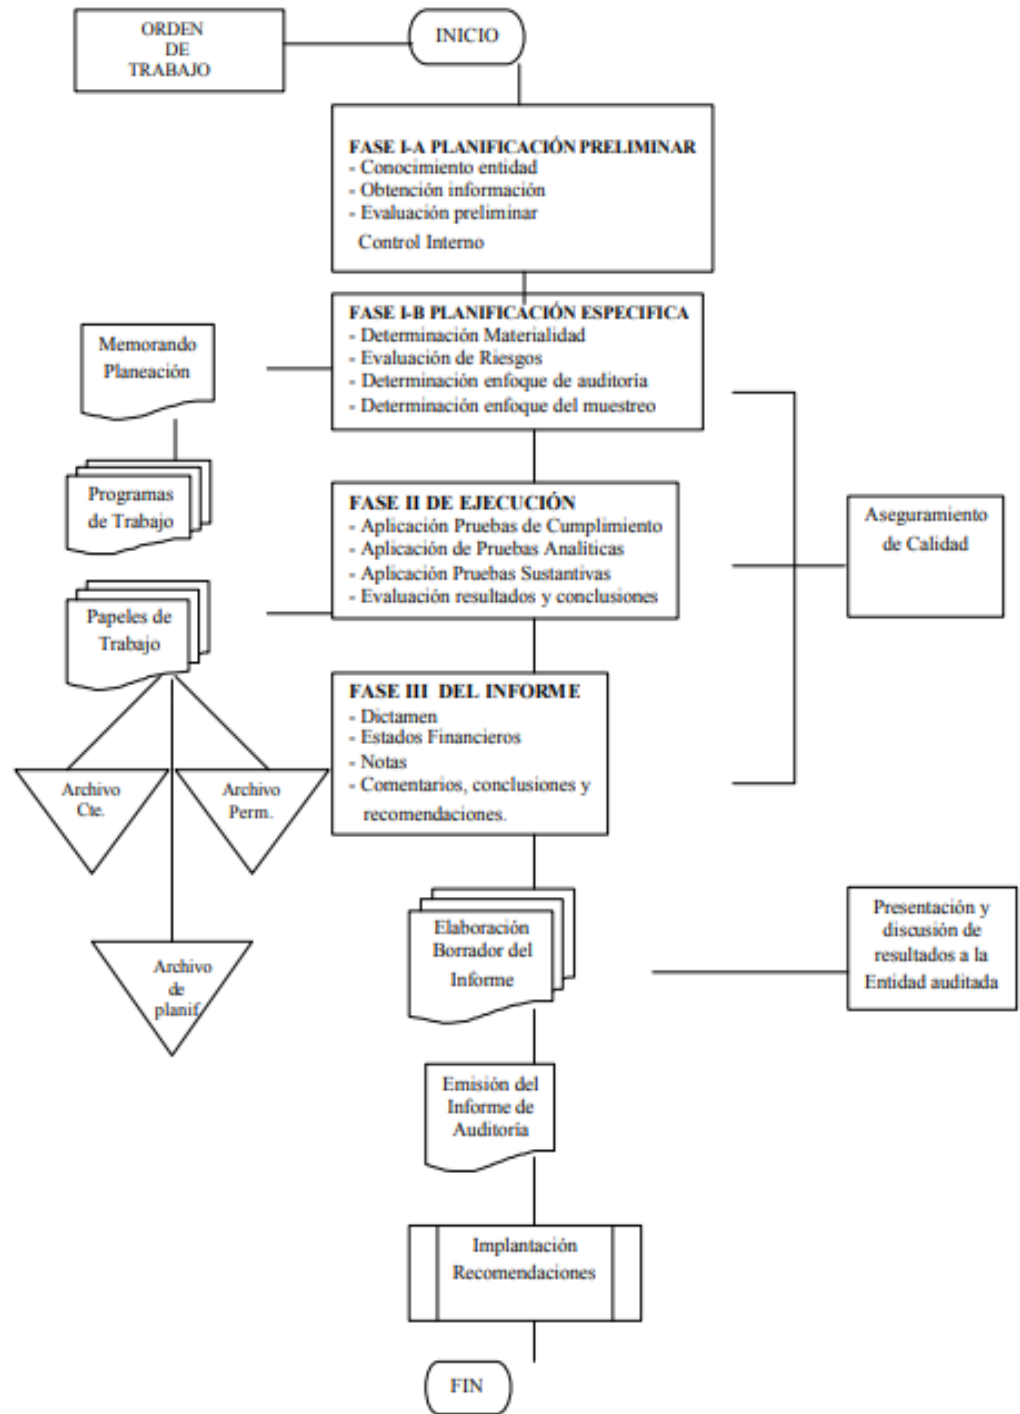 ORDEN
DE
TRABAJO
INICIO
FASE I-A PLANIFICACIÓN PRELIMINAR
- Conocimiento entidad
- Obtención información
- Evaluación preliminar
Control Interno
FASE I-B PLANIFICACIÓN ESPECIFICA
- Determinación Materialidad
- Evaluación de Riesgos
- Determinación enfoque de auditoría
- Determinación enfoque del muestreo
Memorando
Planeación
Programas
de Trabajo
FASE II DE EJECUCIÓN
- Aplicación Pruebas de Cumplimiento
- Aplicación de Pruebas Analíticas
- Aplicación Pruebas Sustantivas
- Evaluación resultados y conclusiones
Aseguramiento
de Calidad
Papeles de
Trabajo
FASE III DEL INFORME
- Dictamen
- Estados Financieros
- Notas
- Comentarios, conclusiones y
recomendaciones.
Archivo
Cte.
Archivo
Perm.
Archivo
de
planif.
Elaboración
Borrador del
Informe
Presentación y
discusión de
resultados a la
Entidad auditada
Emisión del
Informe de
Auditoría
Implantación
Recomendaciones
FIN